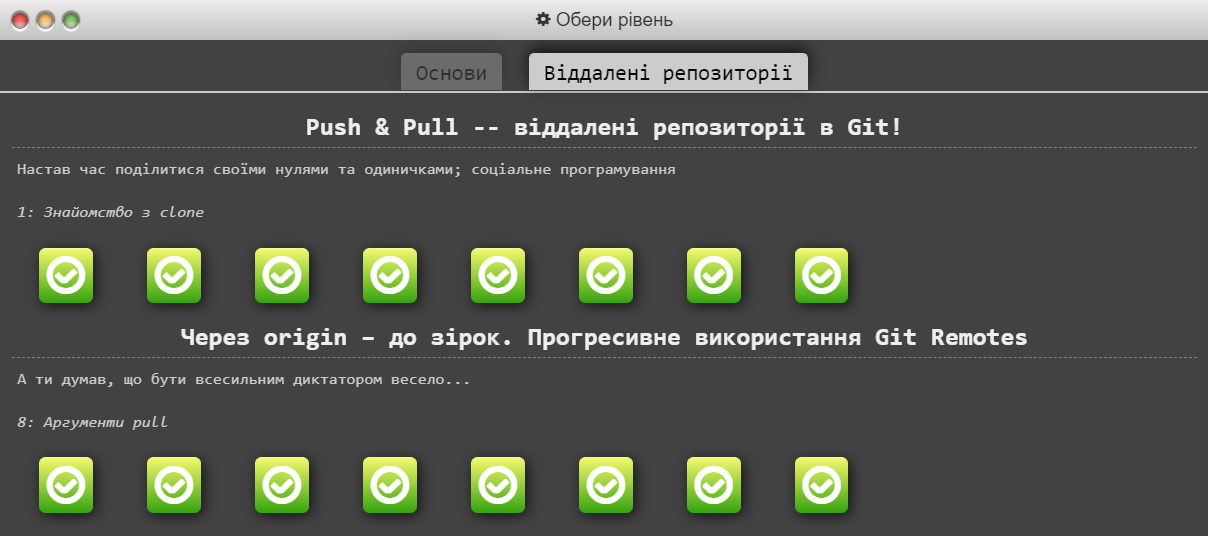 Обери рівень
Основи
Віддалені репозиторії
Push & Pull -- віддалені репозиторії в Git!
Настав час поділитися своїми нулями та одиничками; соціальне програмування
1: Знайомство з clone
Через origin – до зірок. Прогресивне використання Git Remotes
А ти думав, що бути всесильним диктатором весело...
8: Аргументи pull